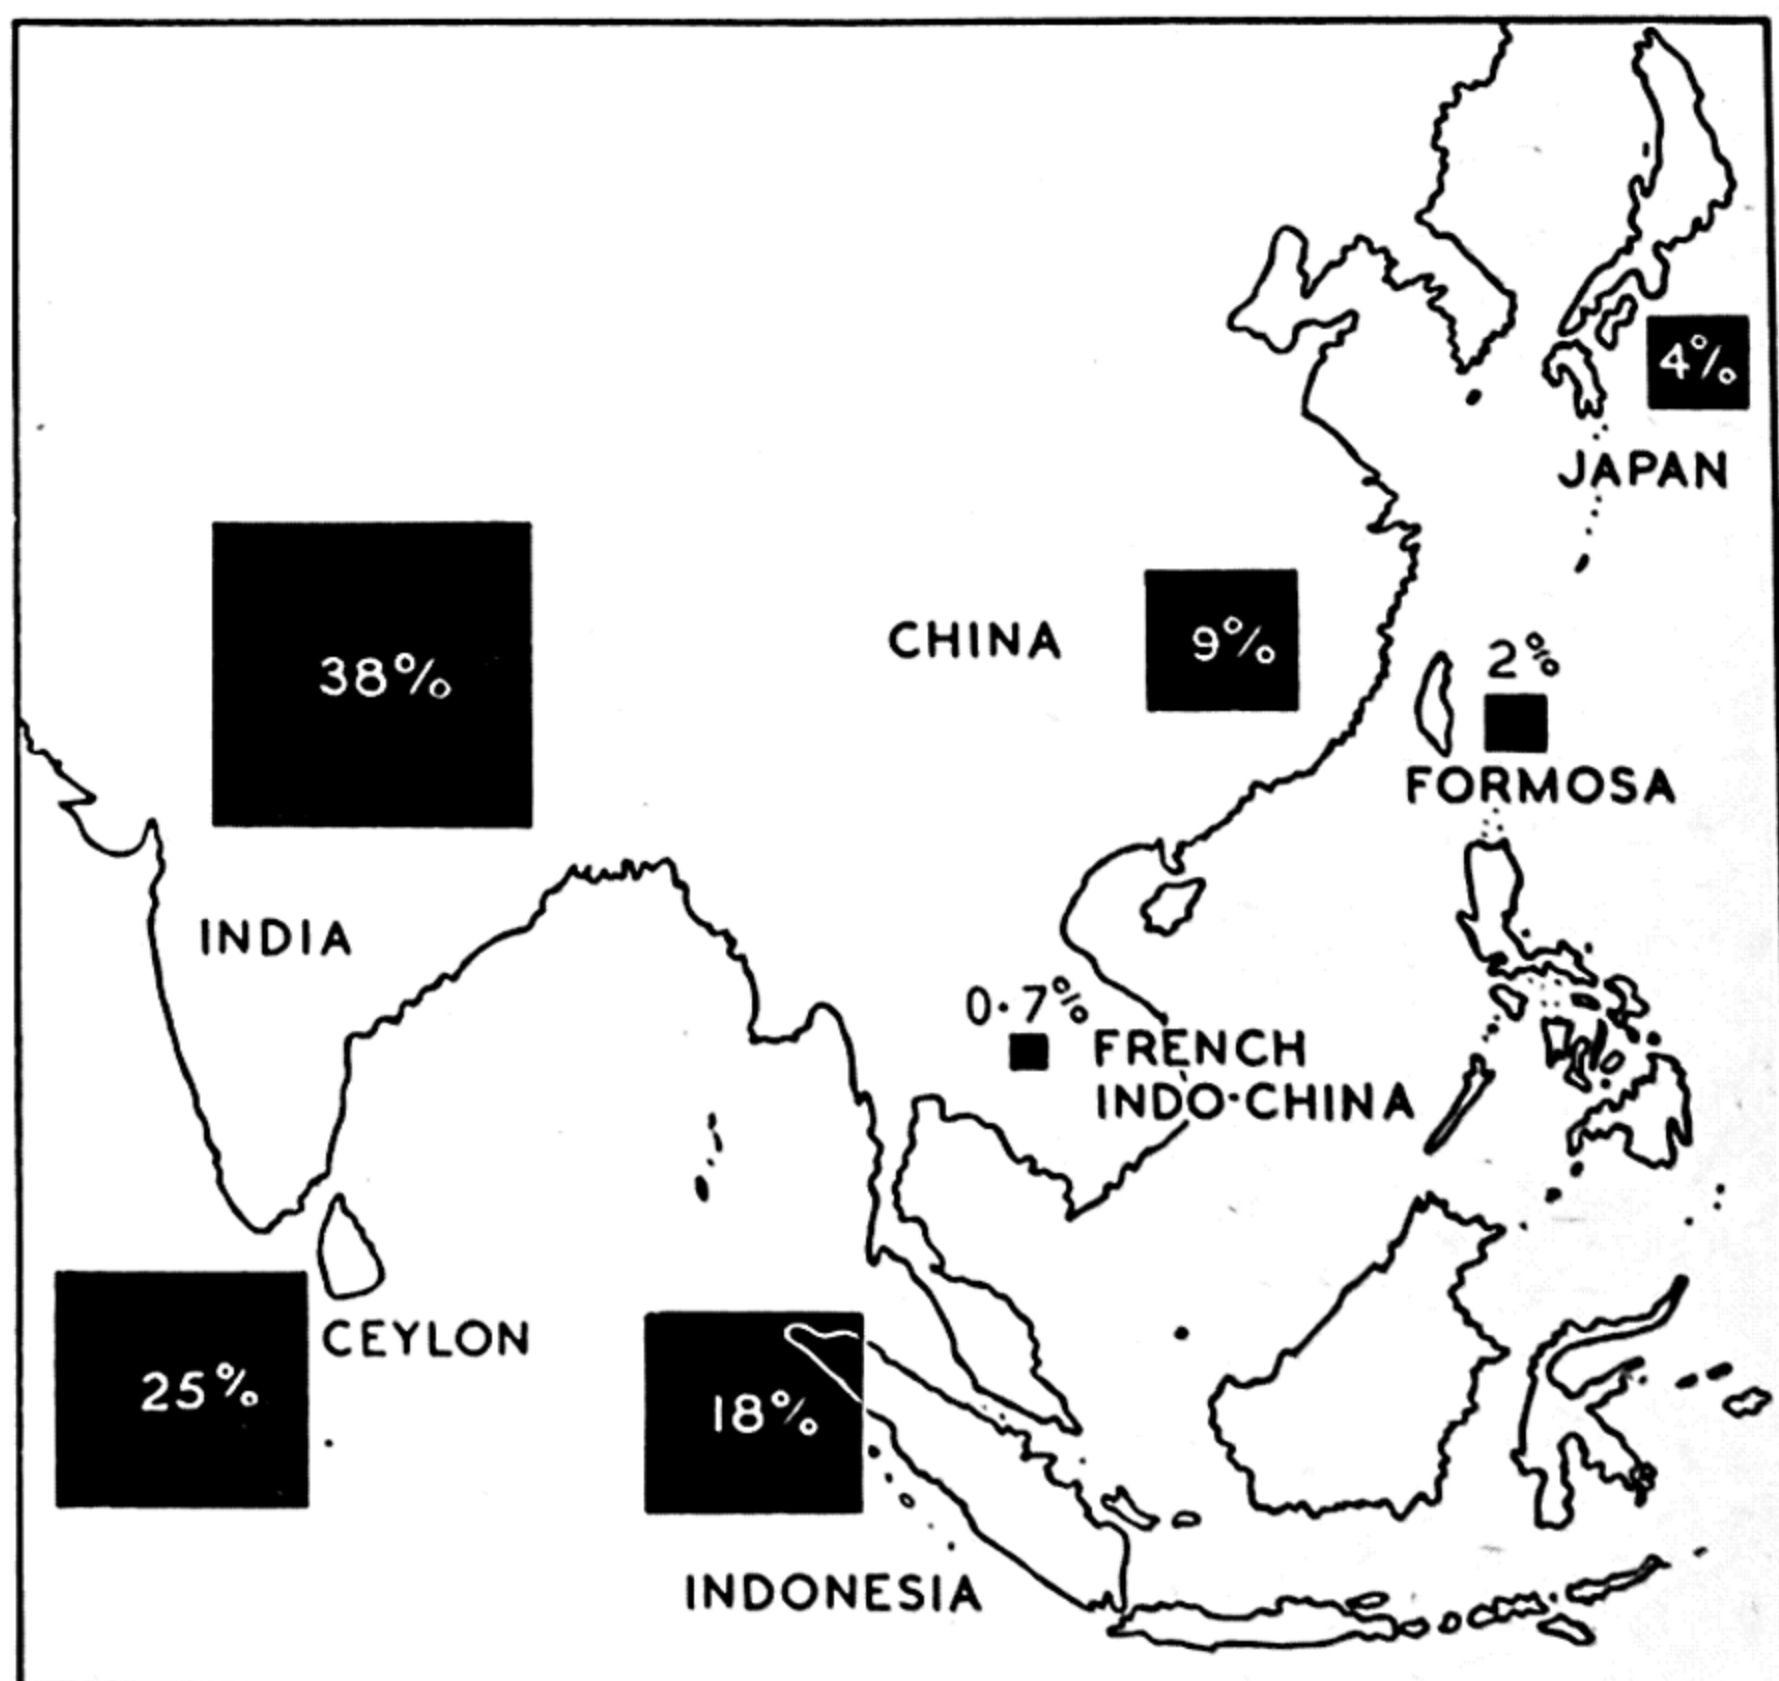 4%
JAPAN
38%
CHINA
9%
2%
FORMOSA
INDIA
0·7%
FRENCH
INDO·CHINA
CEYLON
25%
18%
INDONESIA